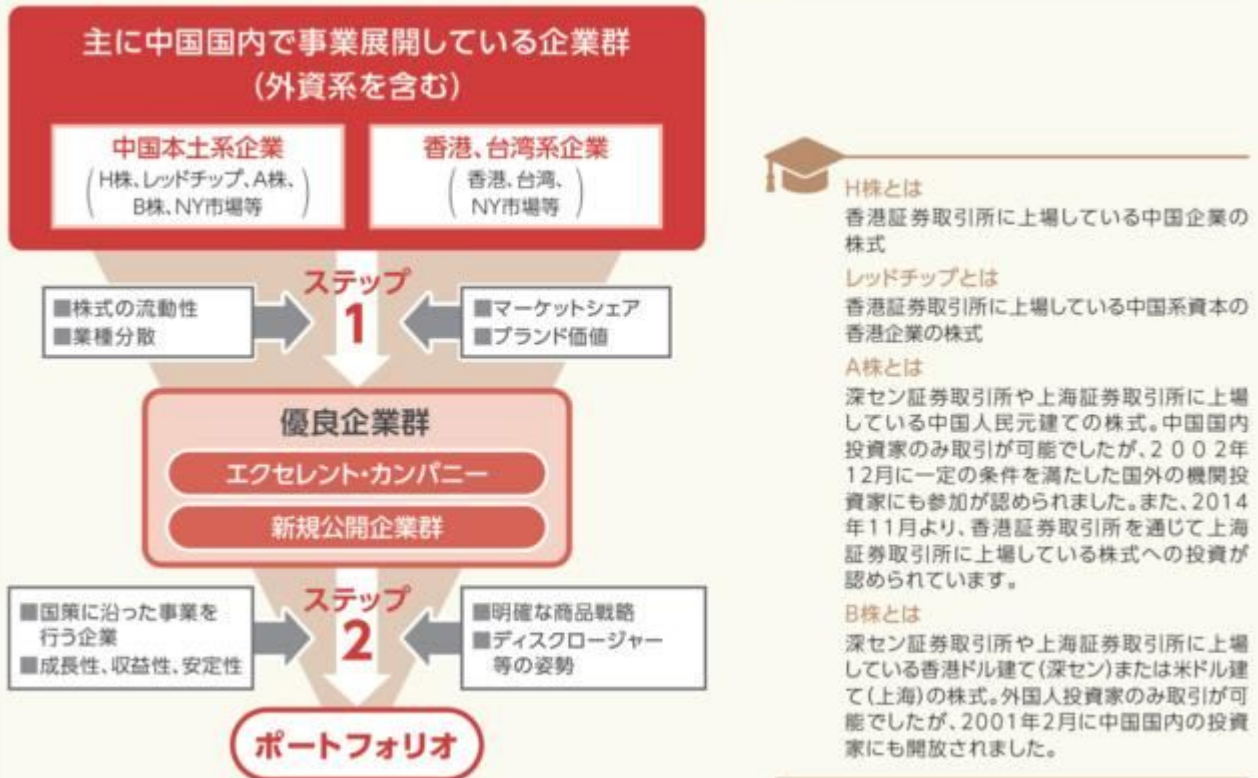 主に中国国内で事業展開している企業群
(外資系を含む)
中国本土系企業
(H株、レッドチップ、A株、
B株、NY市場等)
香港、台湾系企業
(香港、台湾、
NY市場等)
ステップ
1
■株式の流動性
■業種分散
■マーケットシェア
■ブランド価値
優良企業群
エクセレント・カンパニー
新規公開企業群
ステップ
2
■国策に沿った事業を
行う企業
■成長性、収益性、安定性
■明確な商品戦略
■ディスクロージャー
等の姿勢
ポートフォリオ
H株とは
香港証券取引所に上場している中国企業の
株式
レッドチップとは
香港証券取引所に上場している中国系資本の
香港企業の株式
A株とは
深セン証券取引所や上海証券取引所に上場
している中国人民元建ての株式。中国国内
投資家のみ取引が可能でしたが、2002年
12月に一定の条件を満たした国外の機関投
資家にも参加が認められました。また、2014
年11月より、香港証券取引所を通じて上海
証券取引所に上場している株式への投資が
認められています。
B株とは
深セン証券取引所や上海証券取引所に上場
している香港ドル建て(深セン)または米ドル建
て(上海)の株式。外国人投資家のみ取引が可
能でしたが、2001年2月に中国国内の投資
家にも開放されました。